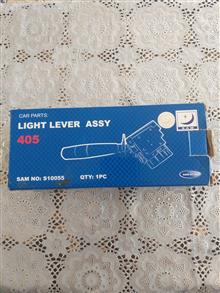 CAR PARTS
LIGHT LEVER ASSY
405
SAM NO: S10055 QTY: 1PC